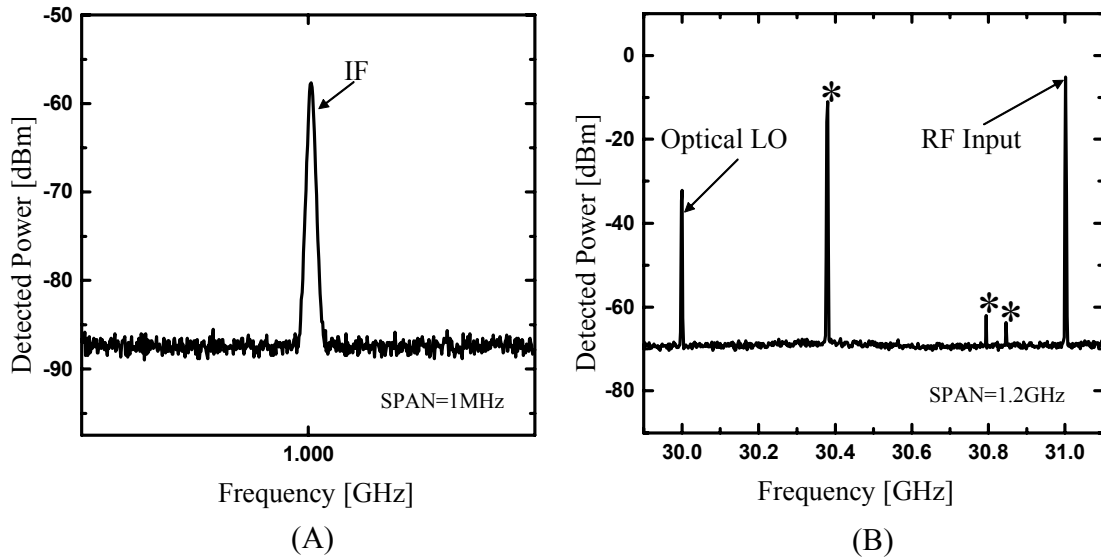 -50
-60
-70
-80
-90
Detected Power [dBm]
IF
SPAN=1MHz
1.000
Frequency [GHz]
(A)
0
-20
-40
-60
-80
Detected Power [dBm]
Optical LO
*
RF Input
* *
SPAN=1.2GHz
30.0 30.2 30.4 30.6 30.8 31.0
Frequency [GHz]
(B)